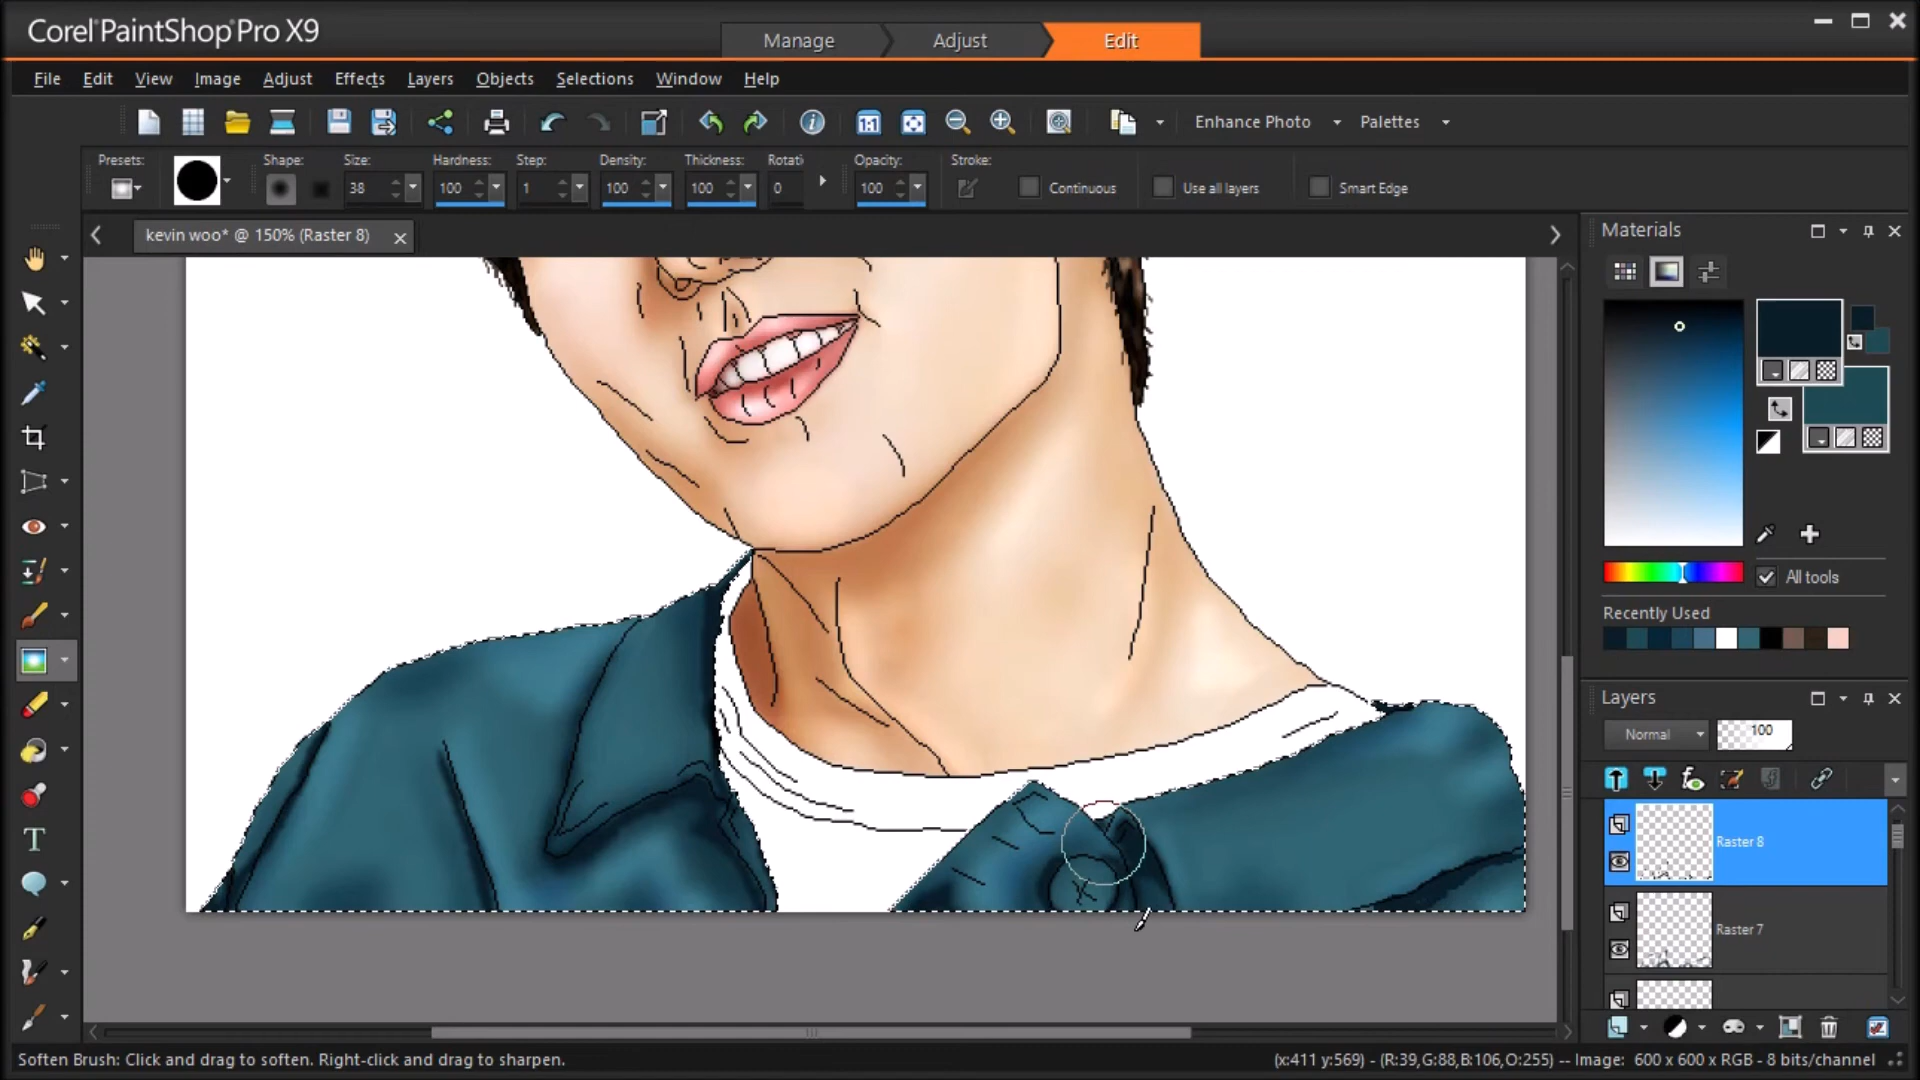 Corel PaintShop Pro X9
Manage Adjust Edit
File Edit View Image Adjust Effects Layers Objects Selections Window Help
1:1 Enhance Photo Palettes
Presets: Shape: Size: Hardness: Step: Density: Thickness: Rotati Opacity: Stroke:
38 100 1 100 100 0 100 Continuous Use all layers Smart Edge
kevin woo* @ 150% (Raster 8)
Materials
All tools
Recently Used
Layers
Normal 100
Raster 8
Raster 7
Soften Brush: Click and drag to soften. Right-click and drag to sharpen.
(x:411 y:569) - (R:39,G:88,B:106,O:255) -- Image: 600 x 600 x RGB - 8 bits/channel